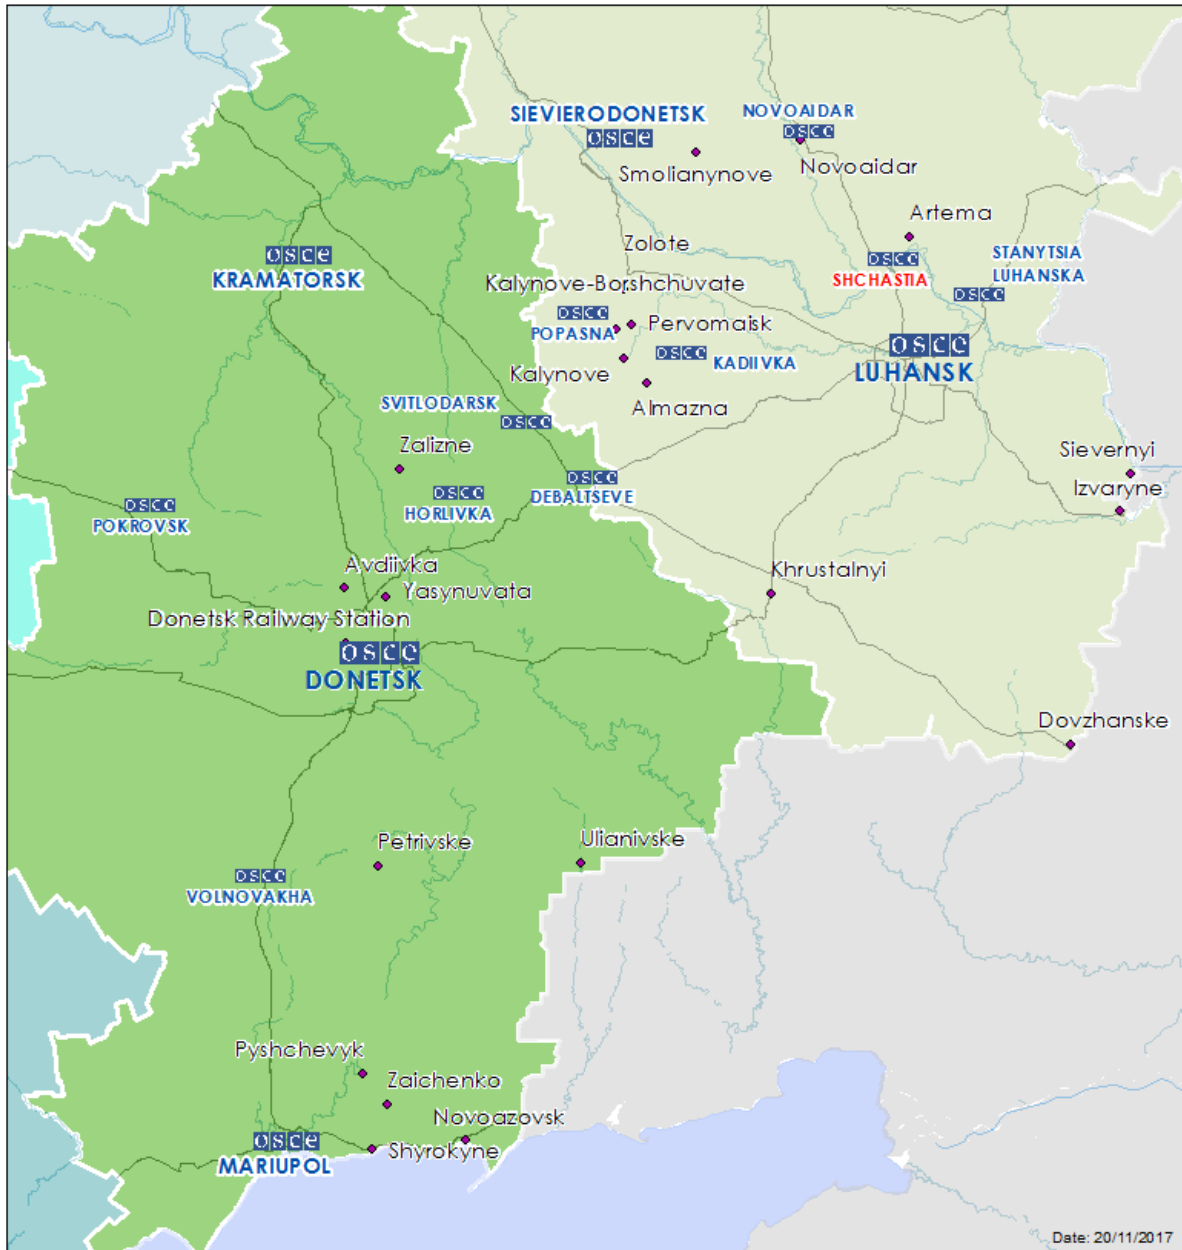 SIEVIERODONETSK
osce
NOVOAIDAR
osce
Smolianynove
Novoaidar
Artema
osce
KRAMATORSK
Zolote
osce
SHCHASTIA
STANYTSIA
LUHANSKA
osce
Kalynove-Borshchuvate
osce
POPASNA
Pervomaisk
osce
KADIIVKA
osce
LUHANSK
Kalynove
Almazna
SVITLODARSK
osce
Zalizne
osce
HORLIVKA
osce
DEBALTSEVE
Sievernyi
Izvaryne
osce
POKROVSK
Avdiivka
Yasynuvata
Khrustalnyi
Donetsk Railway Station
osce
DONETSK
Dovzhanske
Petrivske
Ulianivske
osce
VOLNOVAKHA
Pyshchevyk
Zaichenko
Novoazovsk
osce
MARIUPOL
Shyrokyne
Date: 20/11/2017